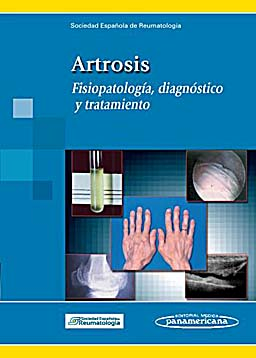 Sociedad Española de Reumatología
Artrosis
Fisiopatología, diagnóstico
y tratamiento
Sociedad Española de
Reumatología
EDITORIAL MEDICA
panamericana